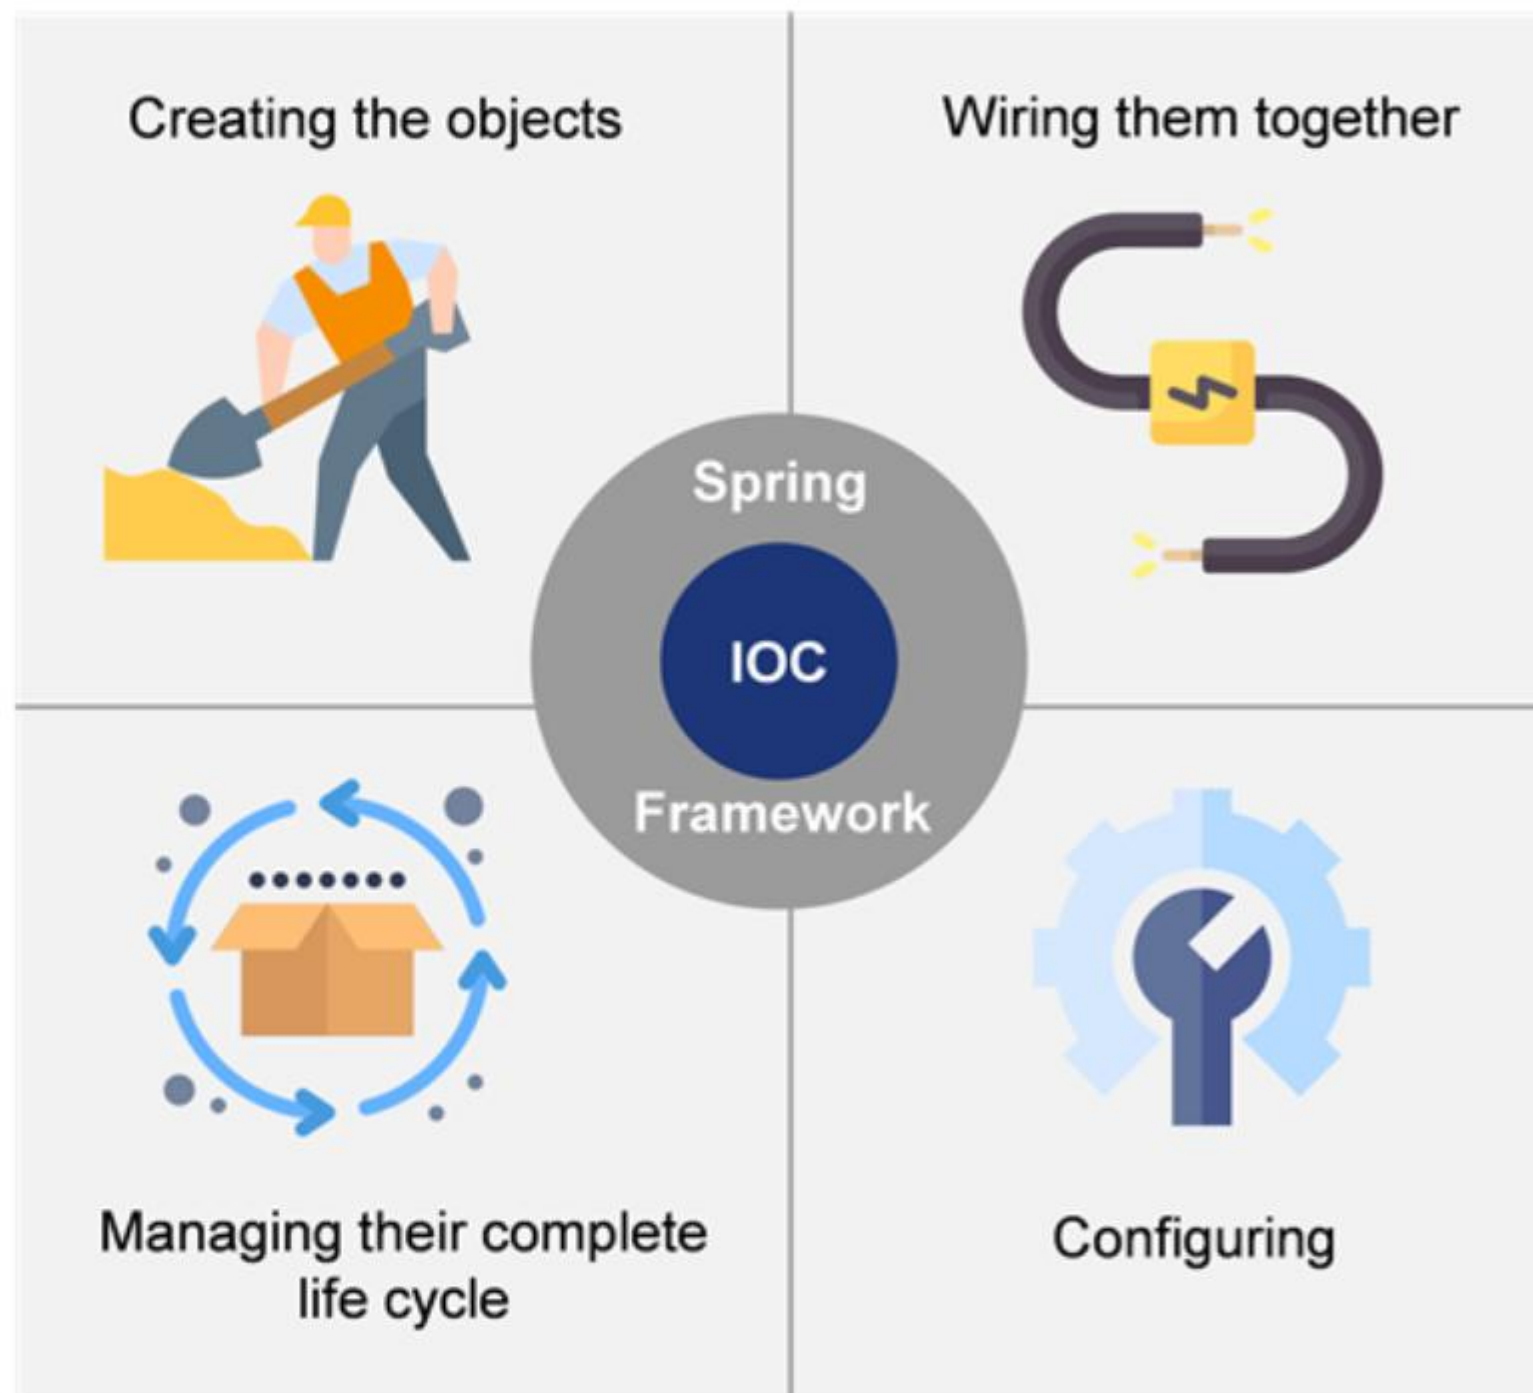 Creating the objects
Wiring them together
Spring
IOC
Framework
Managing their complete
life cycle
Configuring